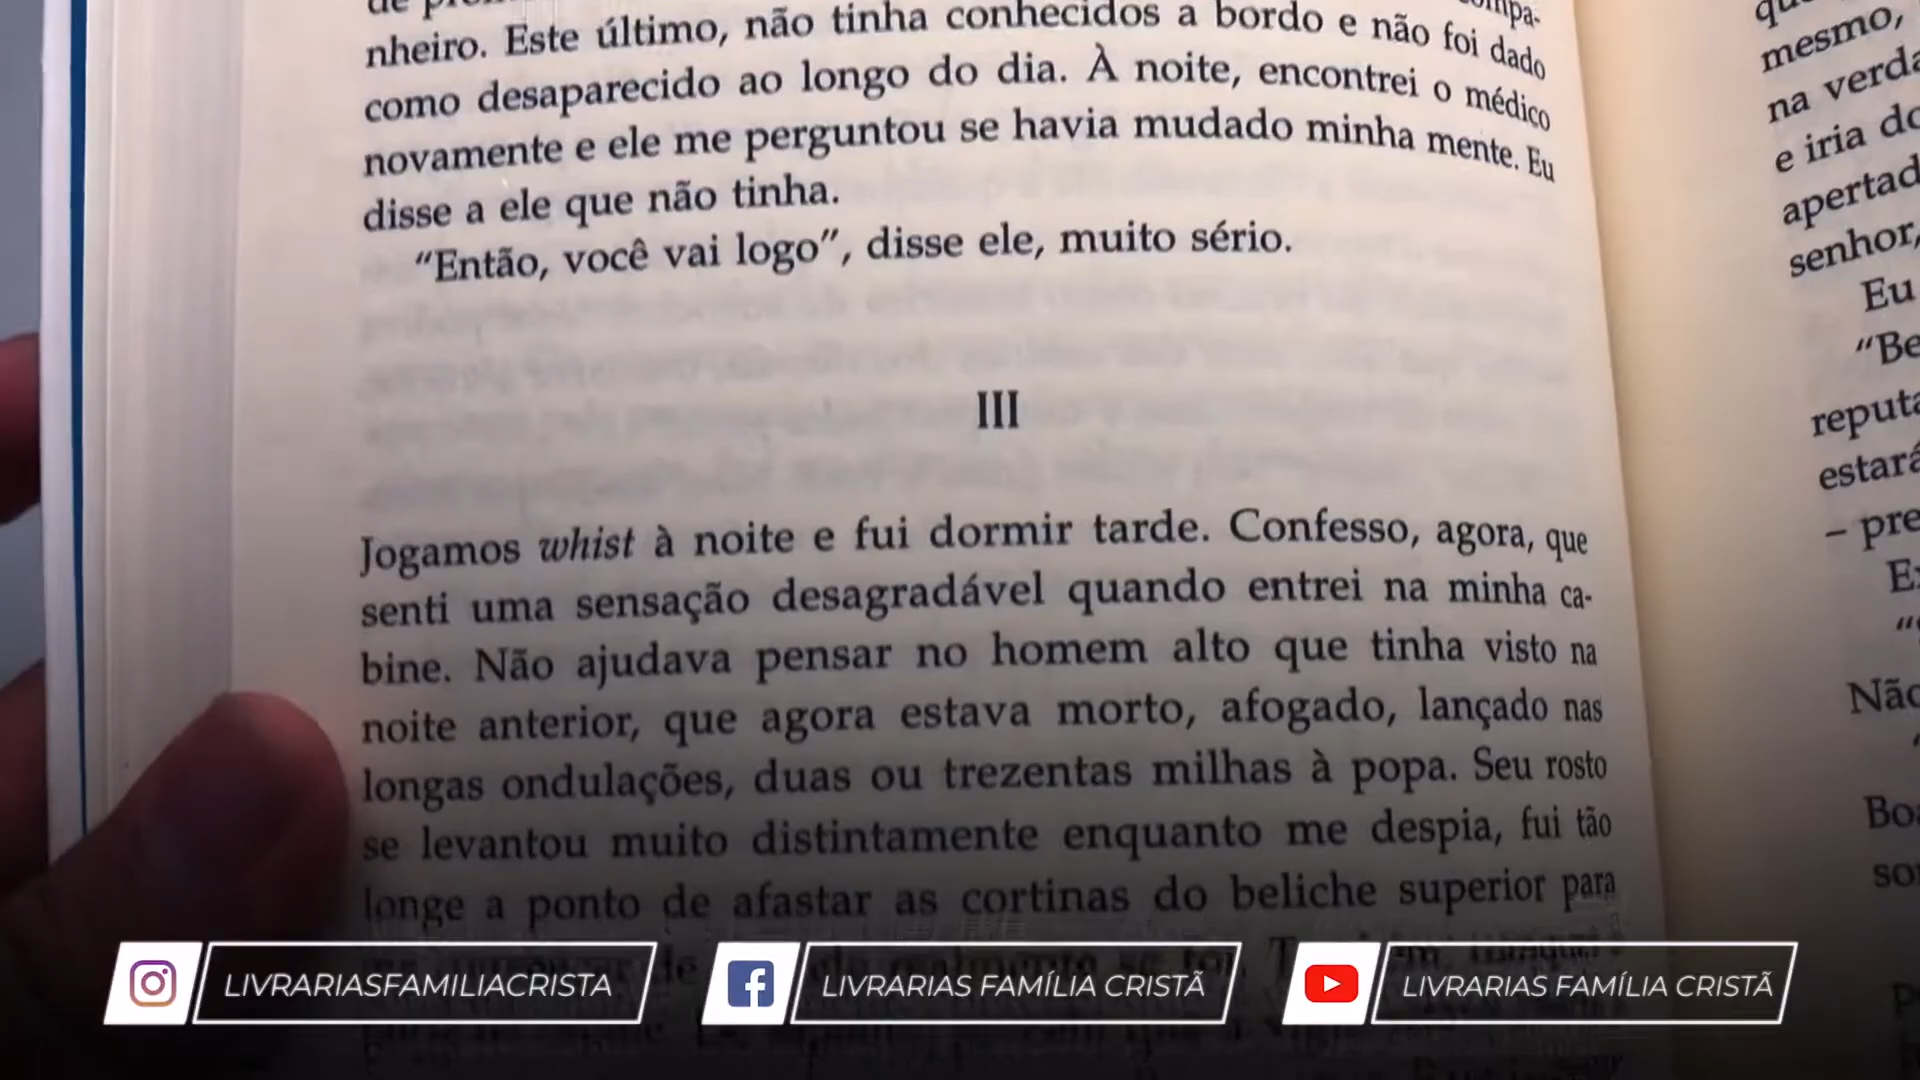 nheiro. Este último, não tinha conhecidos a bordo e não foi dado
como desaparecido ao longo do dia. À noite, encontrei o médico
novamente e ele me perguntou se havia mudado minha mente. Eu
disse a ele que não tinha.
“Então, você vai logo”, disse ele, muito sério.
III
Jogamos whist à noite e fui dormir tarde. Confesso, agora, que
senti uma sensação desagradável quando entrei na minha ca-
bine. Não ajudava pensar no homem alto que tinha visto na
noite anterior, que agora estava morto, afogado, lançado nas
longas ondulações, duas ou trezentas milhas à popa. Seu rosto
se levantou muito distintamente enquanto me despia, fui tão
longe a ponto de afastar as cortinas do beliche superior para
mesmo,
na verda
e iria do
apertad
senhor,
Eu
“Be
reputa
estará
– pre
Não
LIVRARIASFAMILIACRISTA
LIVRARIAS FAMÍLIA CRISTÃ
LIVRARIAS FAMÍLIA CRISTÃ